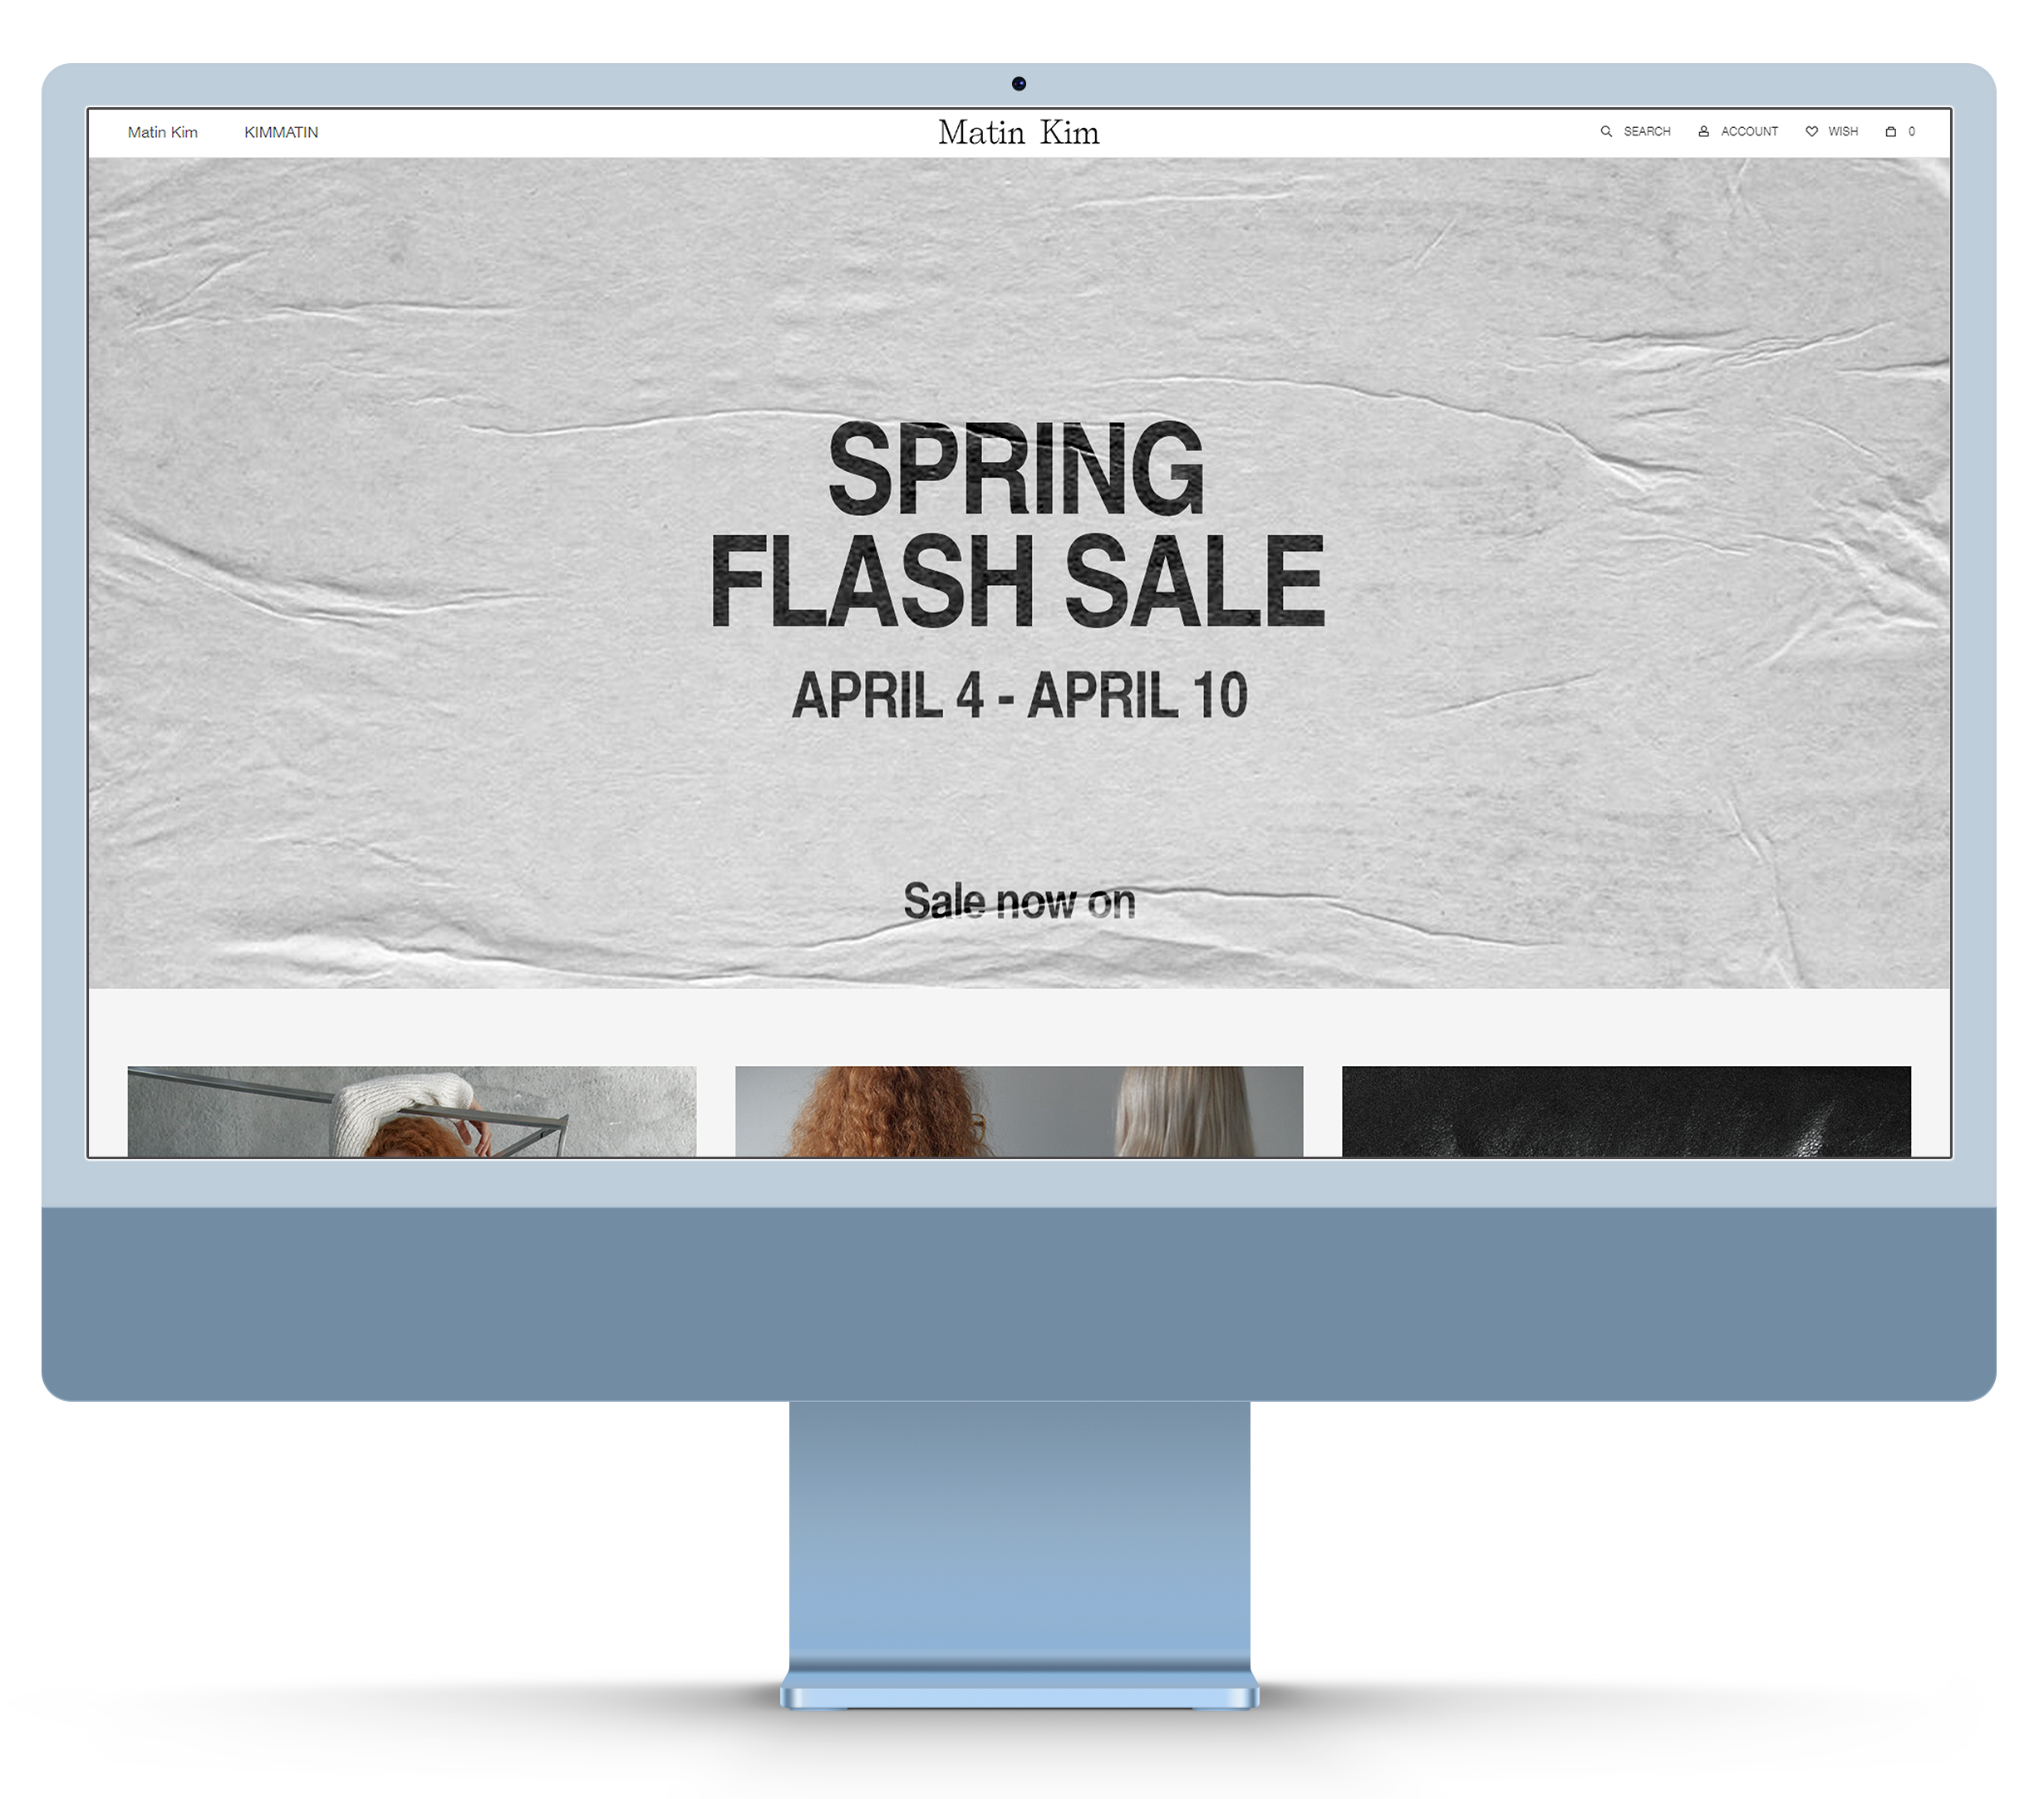 Matin Kim KIMMATIN Matin Kim SEARCH ACCOUNT WISH 0
SPRING
FLASH SALE
APRIL 4 - APRIL 10
Sale now on